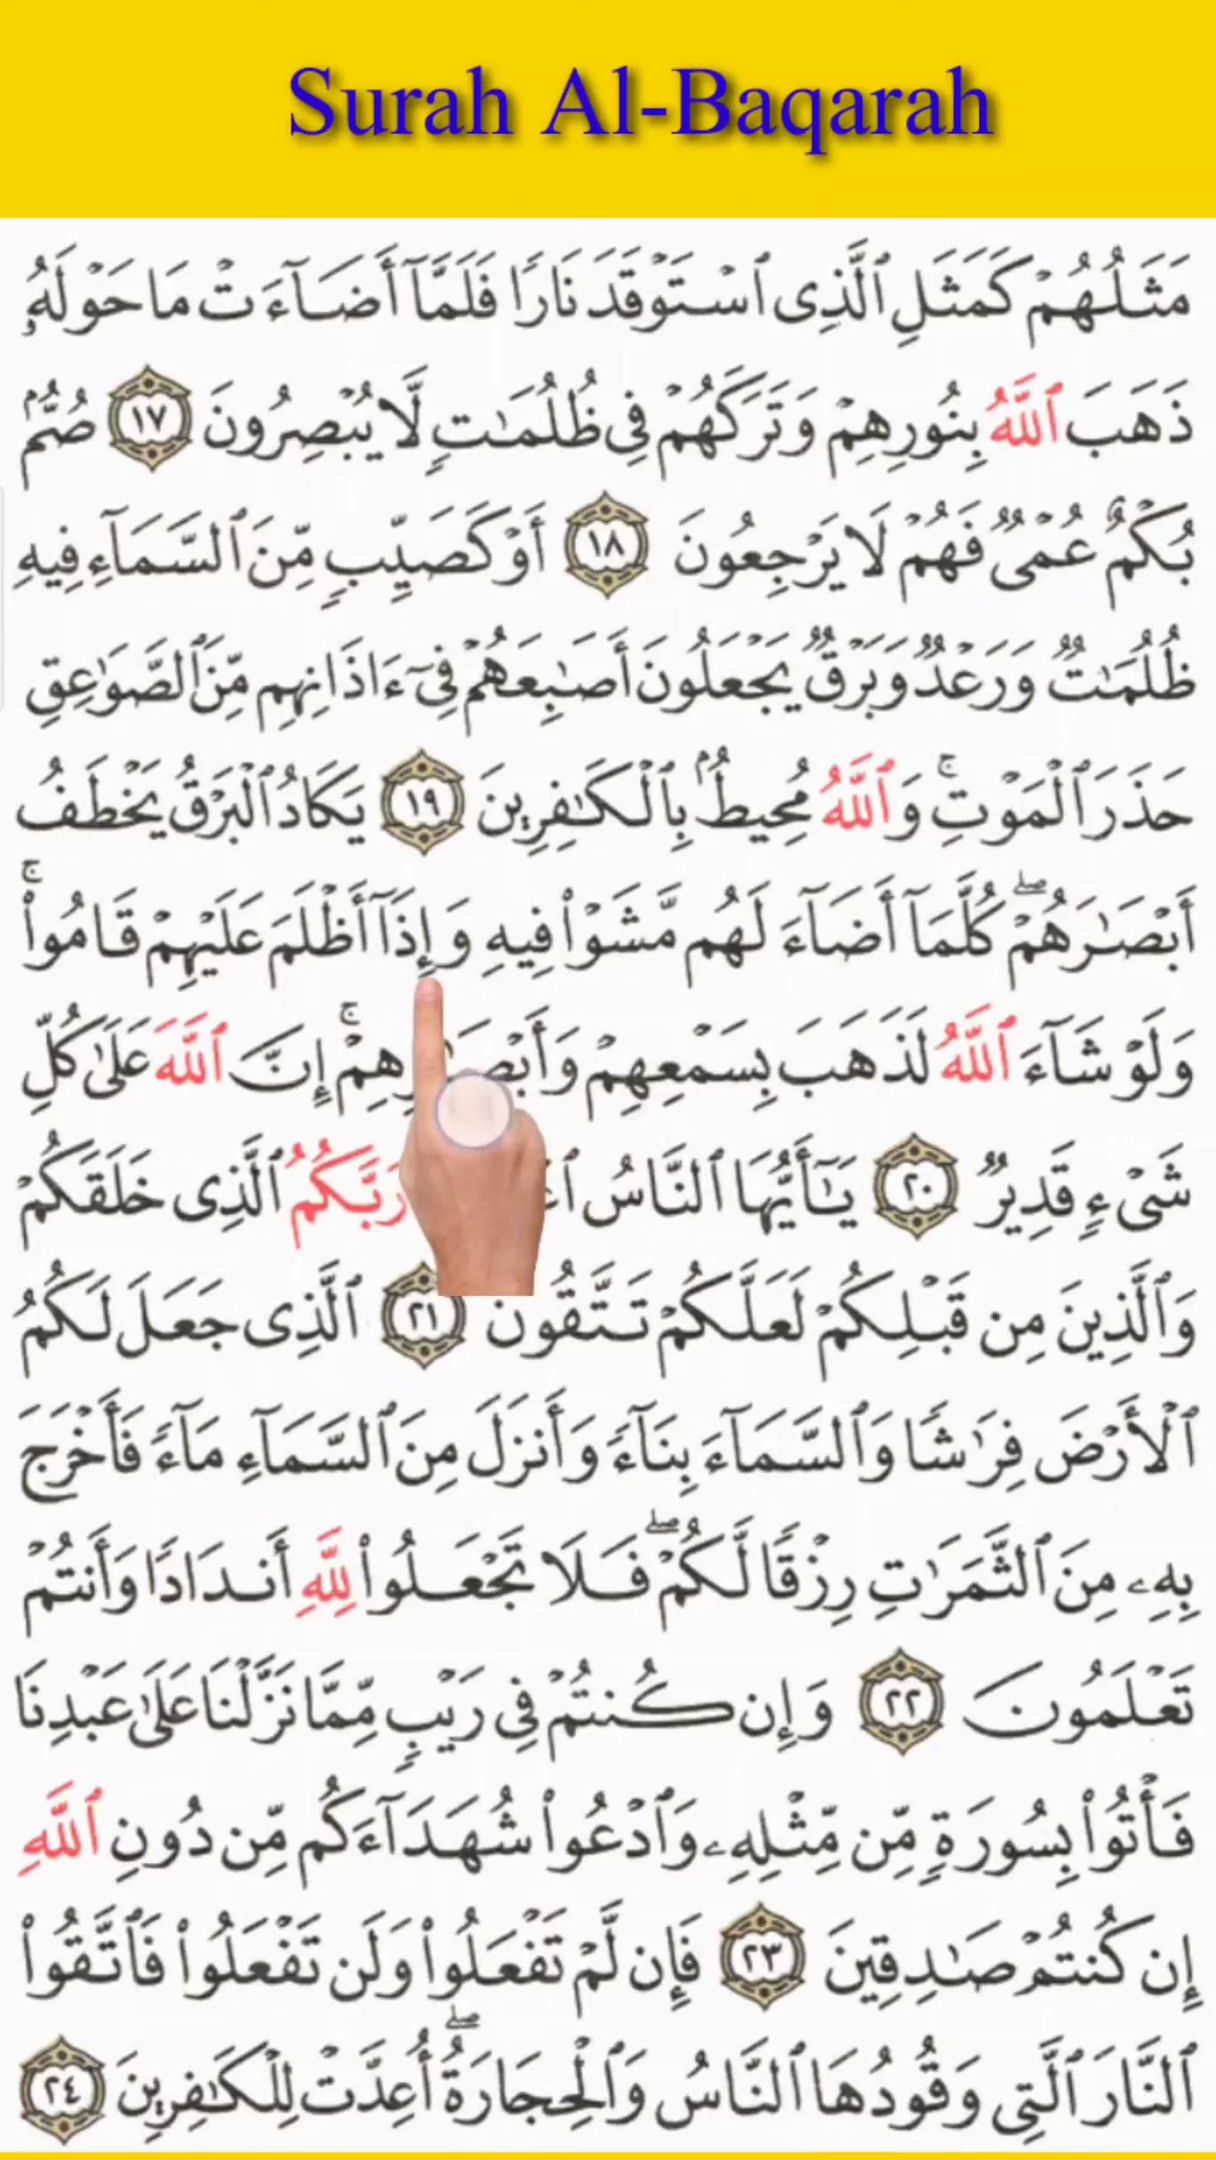 Surah Al-Baqarah
مَثَلُهُمْ كَمَثَلِ ٱلَّذِى ٱسْتَوْقَدَ نَارًا فَلَمَّآ أَضَآءَتْ مَا حَوْلَهُۥ
ذَهَبَ ٱللَّهُ بِنُورِهِمْ وَتَرَكَهُمْ فِى ظُلُمَـٰتٍ لَّا يُبْصِرُونَ ١٧ صُمٌّۢ
بُكْمٌ عُمْىٌ فَهُمْ لَا يَرْجِعُونَ ١٨ أَوْ كَصَيِّبٍ مِّنَ ٱلسَّمَآءِ فِيهِ
ظُلُمَـٰتٌ وَرَعْدٌ وَبَرْقٌ يَجْعَلُونَ أَصَـٰبِعَهُمْ فِىٓ ءَاذَانِهِم مِّنَ ٱلصَّوَٰعِقِ
حَذَرَ ٱلْمَوْتِ ۚ وَٱللَّهُ مُحِيطٌۢ بِٱلْكَـٰفِرِينَ ١٩ يَكَادُ ٱلْبَرْقُ يَخْطَفُ
أَبْصَـٰرَهُمْ ۖ كُلَّمَآ أَضَآءَ لَهُم مَّشَوْا۟ فِيهِ وَإِذَآ أَظْلَمَ عَلَيْهِمْ قَامُوا۟ ۚ
وَلَوْ شَآءَ ٱللَّهُ لَذَهَبَ بِسَمْعِهِمْ إِنَّ ٱللَّهَ عَلَىٰ كُلِّ
شَىْءٍ قَدِيرٌ ٢٠ يَـٰٓأَيُّهَا ٱلنَّاسُ رَبَّكُمُ ٱلَّذِى خَلَقَكُمْ
وَٱلَّذِينَ مِن قَبْلِكُمْ لَعَلَّكُمْ تَتَّقُونَ ٢١ ٱلَّذِى جَعَلَ لَكُمُ
ٱلْأَرْضَ فِرَٰشًا وَٱلسَّمَآءَ بِنَآءً وَأَنزَلَ مِنَ ٱلسَّمَآءِ مَآءً فَأَخْرَجَ
بِهِۦ مِنَ ٱلثَّمَرَٰتِ رِزْقًا لَّكُمْ ۖ فَلَا تَجْعَلُوا۟ لِلَّهِ أَندَادًا وَأَنتُمْ
تَعْلَمُونَ ٢٢ وَإِن كُنتُمْ فِى رَيْبٍ مِّمَّا نَزَّلْنَا عَلَىٰ عَبْدِنَا
فَأْتُوا۟ بِسُورَةٍ مِّن مِّثْلِهِۦ وَٱدْعُوا۟ شُهَدَآءَكُم مِّن دُونِ ٱللَّهِ
إِن كُنتُمْ صَـٰدِقِينَ ٢٣ فَإِن لَّمْ تَفْعَلُوا۟ وَلَن تَفْعَلُوا۟ فَٱتَّقُوا۟
ٱلنَّارَ ٱلَّتِى وَقُودُهَا ٱلنَّاسُ وَٱلْحِجَارَةُ ۖ أُعِدَّتْ لِلْكَـٰفِرِينَ ٢٤